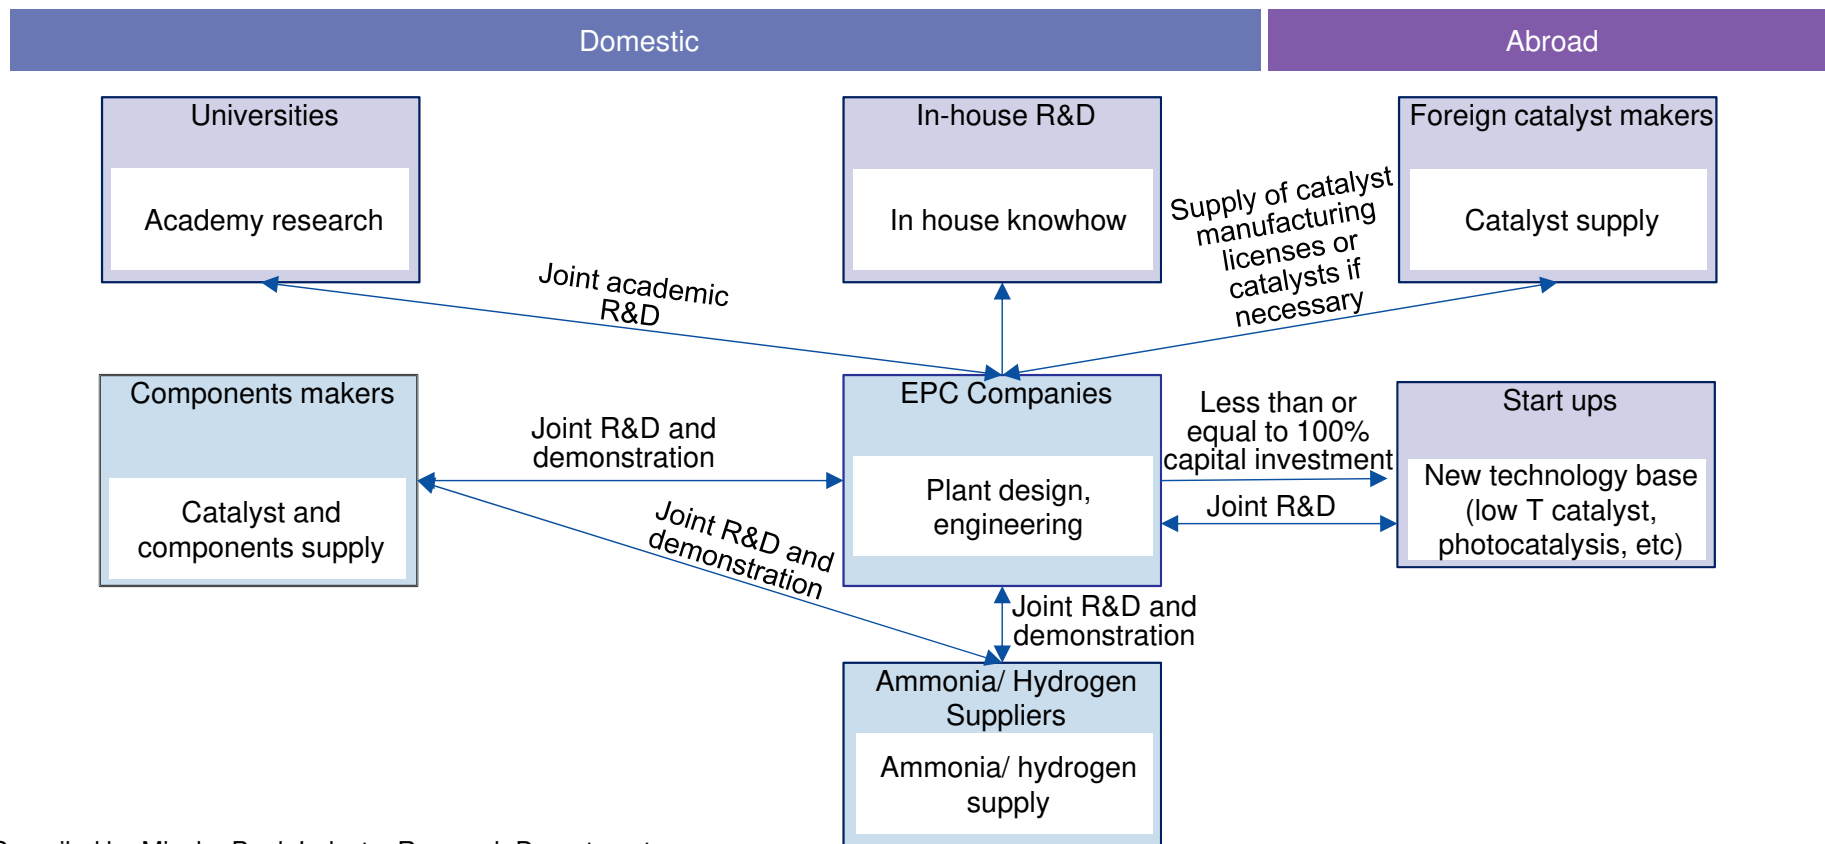 Domestic
Abroad
Universities
Academy research
In-house R&D
In house knowhow
Foreign catalyst makers
Catalyst supply
Joint academic
R&D
Supply of catalyst
manufacturing
licenses or
catalysts if
necessary
Components makers
Catalyst and
components supply
Joint R&D and
demonstration
EPC Companies
Plant design,
engineering
Less than or
equal to 100%
capital investment
Joint R&D
Start ups
New technology base
(low T catalyst,
photocatalysis, etc)
Joint R&D and
demonstration
Joint R&D and
demonstration
Ammonia/ Hydrogen
Suppliers
Ammonia/ hydrogen
supply